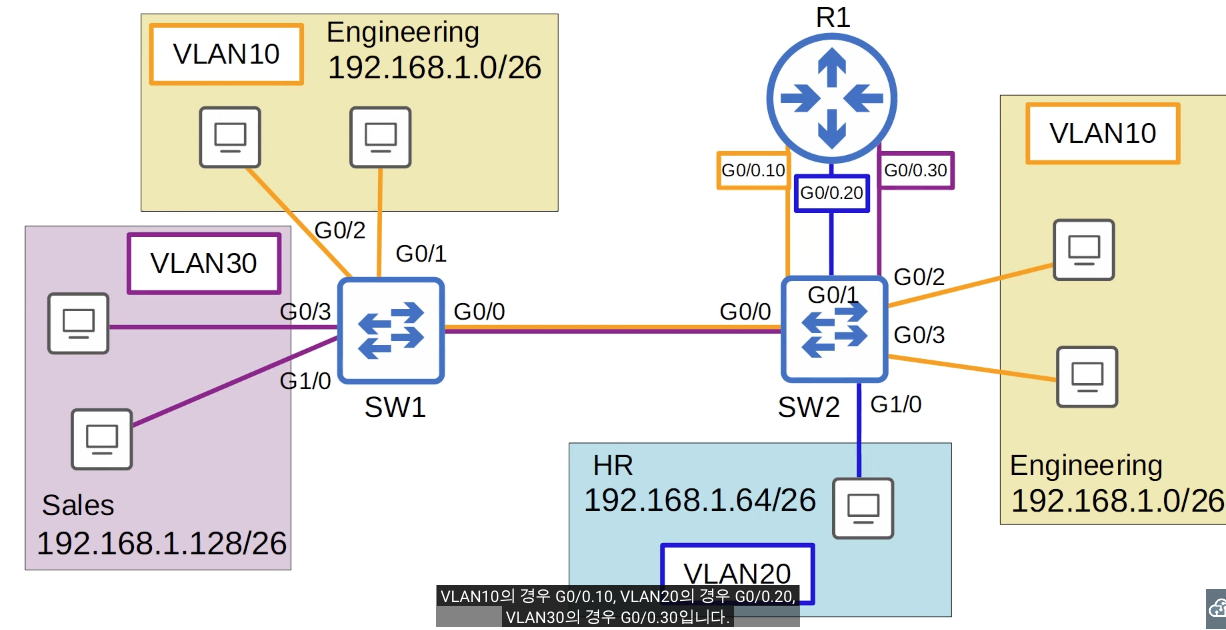 R1
VLAN10
Engineering
192.168.1.0/26
VLAN10
G0/0.10
G0/0.20
G0/0.30
G0/2
G0/1
VLAN30
G0/3
G0/0
G0/0
G0/1
G0/2
G0/3
G1/0
SW1
SW2
G1/0
Sales
192.168.1.128/26
HR
192.168.1.64/26
VLAN20
Engineering
192.168.1.0/26
VLAN10의 경우 G0/0.10, VLAN20의 경우 G0/0.20,
VLAN30의 경우 G0/0.30입니다.